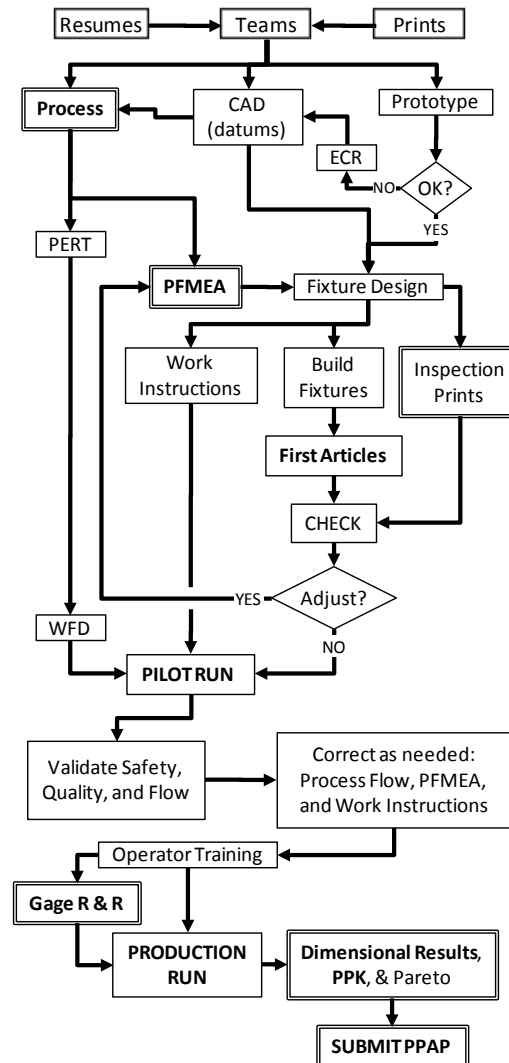 Resumes
Teams
Prints
Process
CAD
(datums)
Prototype
ECR
NO
OK?
YES
PERT
PFMEA
Fixture Design
Work
Instructions
Build
Fixtures
Inspection
Prints
First Articles
CHECK
YES
Adjust?
WFD
NO
PILOT RUN
Validate Safety,
Quality, and Flow
Correct as needed:
Process Flow, PFMEA,
and Work Instructions
Operator Training
Gage R & R
PRODUCTION
RUN
Dimensional Results,
PPK, & Pareto
SUBMIT PPAP